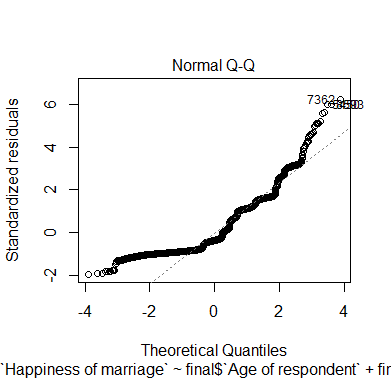 Normal Q-Q
7362
6
4
2
0
-2
Standardized residuals
-4
-2
0
2
4
Theoretical Quantiles
`Happiness of marriage` ~ final$`Age of respondent` + fin